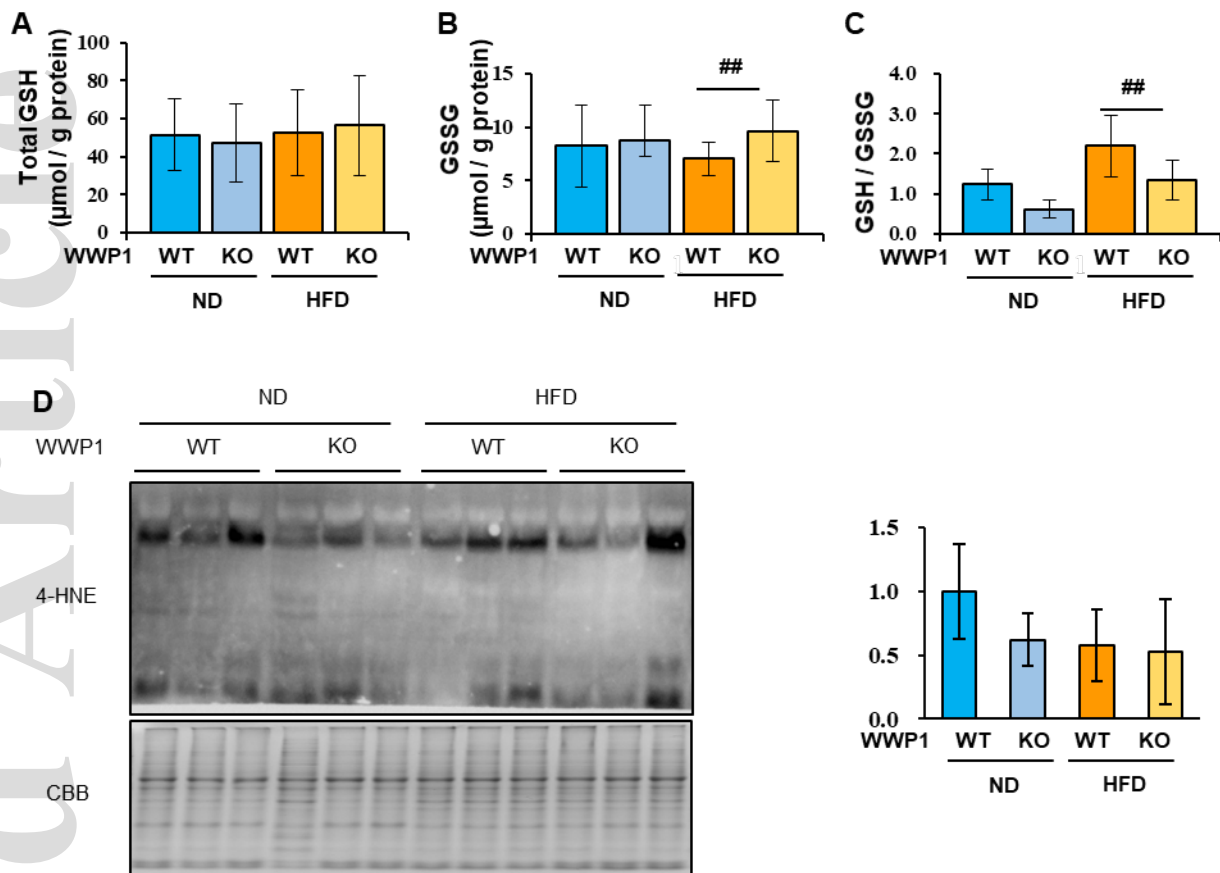 A
Total GSH
(µmol / g protein)
100
80
60
40
20
0
WWP1 WT KO WT KO
ND HFD
B
GSSG
(µmol / g protein)
15
10
5
0
##
WWP1 WT KO WT KO
1
ND HFD
C
GSH / GSSG
4.0
 3.0
2.0
1.0
0.0
##
WWP1 WT KO WT KO
1
ND HFD
D
ND HFD
WWP1 WT KO WT KO
4-HNE
CBB
1.5
1.0
0.5
0.0
WWP1 WT KO WT KO
ND HFD
d Article